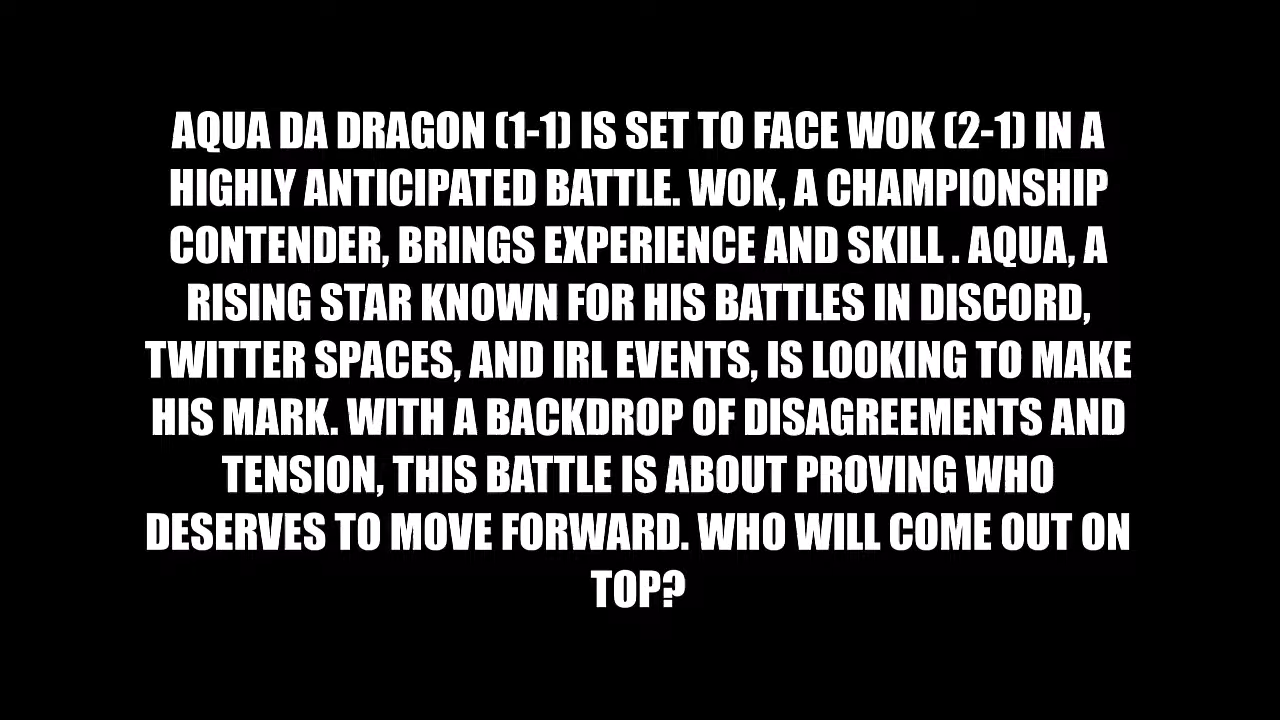 AQUA DA DRAGON (1-1) IS SET TO FACE WOK (2-1) IN A
HIGHLY ANTICIPATED BATTLE. WOK, A CHAMPIONSHIP
CONTENDER, BRINGS EXPERIENCE AND SKILL . AQUA, A
RISING STAR KNOWN FOR HIS BATTLES IN DISCORD,
TWITTER SPACES, AND IRL EVENTS, IS LOOKING TO MAKE
HIS MARK. WITH A BACKDROP OF DISAGREEMENTS AND
TENSION, THIS BATTLE IS ABOUT PROVING WHO
DESERVES TO MOVE FORWARD. WHO WILL COME OUT ON
TOP?